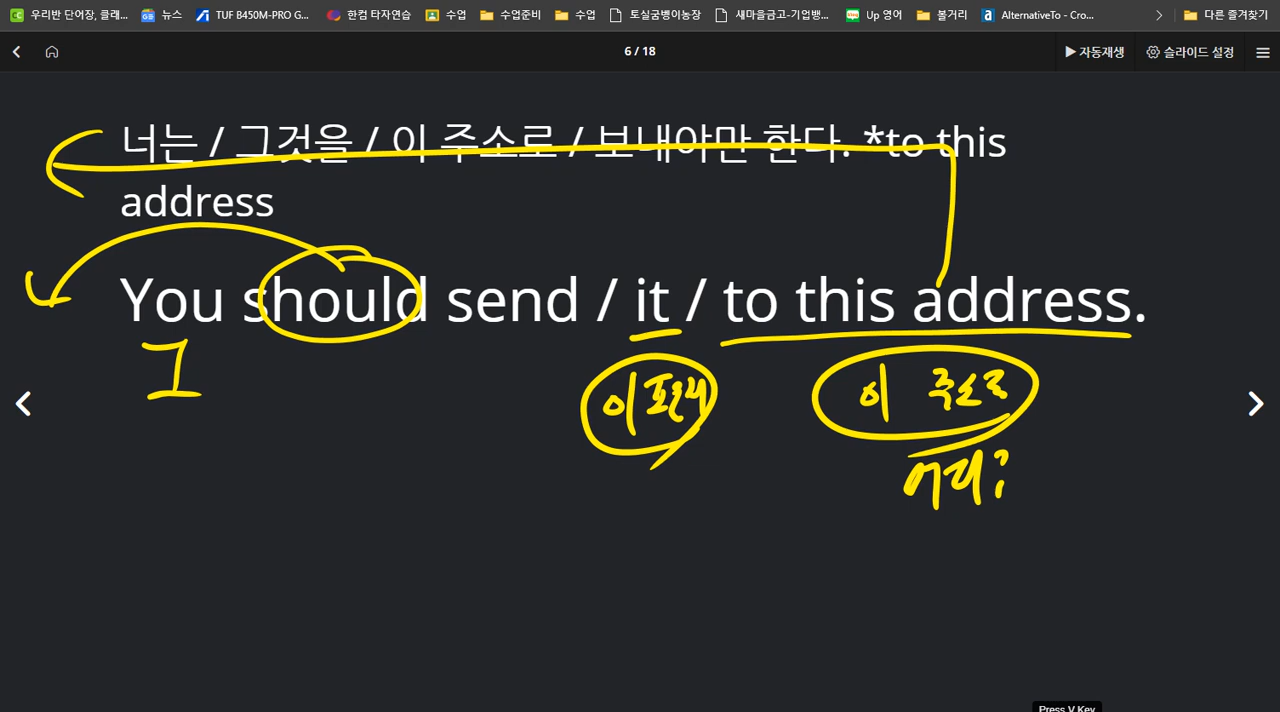 우리반 단어장, 클래... 뉴스 TUF B450M-PRO G... 한컴 타자연습 수업 수업준비 수업 토실굼벵이농장 새마을금고-기업뱅... Up 영어 볼거리 AlternativeTo - Cro... 다른 즐겨찾기
6 / 18 ▶ 자동재생 슬라이드 설정
너는 / 그것을 / 이 주소로 / 보내야만 한다. *to this
address
You should send / it / to this address.
1
이 주소로
Press V Key